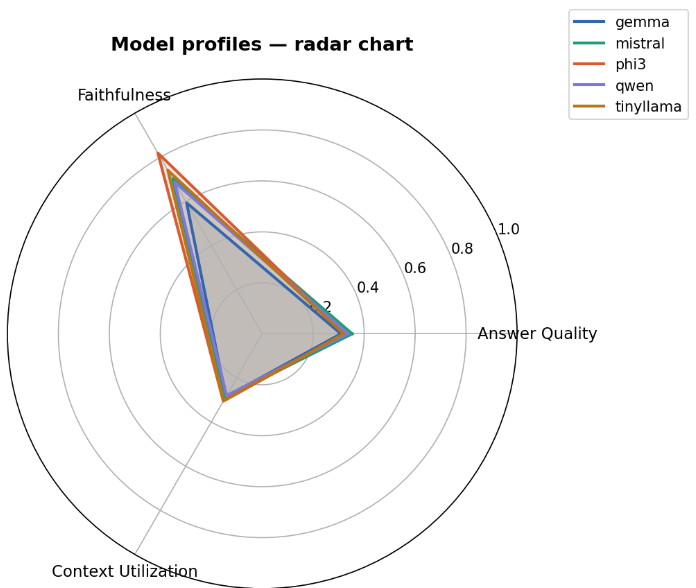 Model profiles — radar chart
gemma
mistral
phi3
qwen
tinyllama
Faithfulness
1.0
0.8
0.6
0.4
Answer Quality
Context Utilization